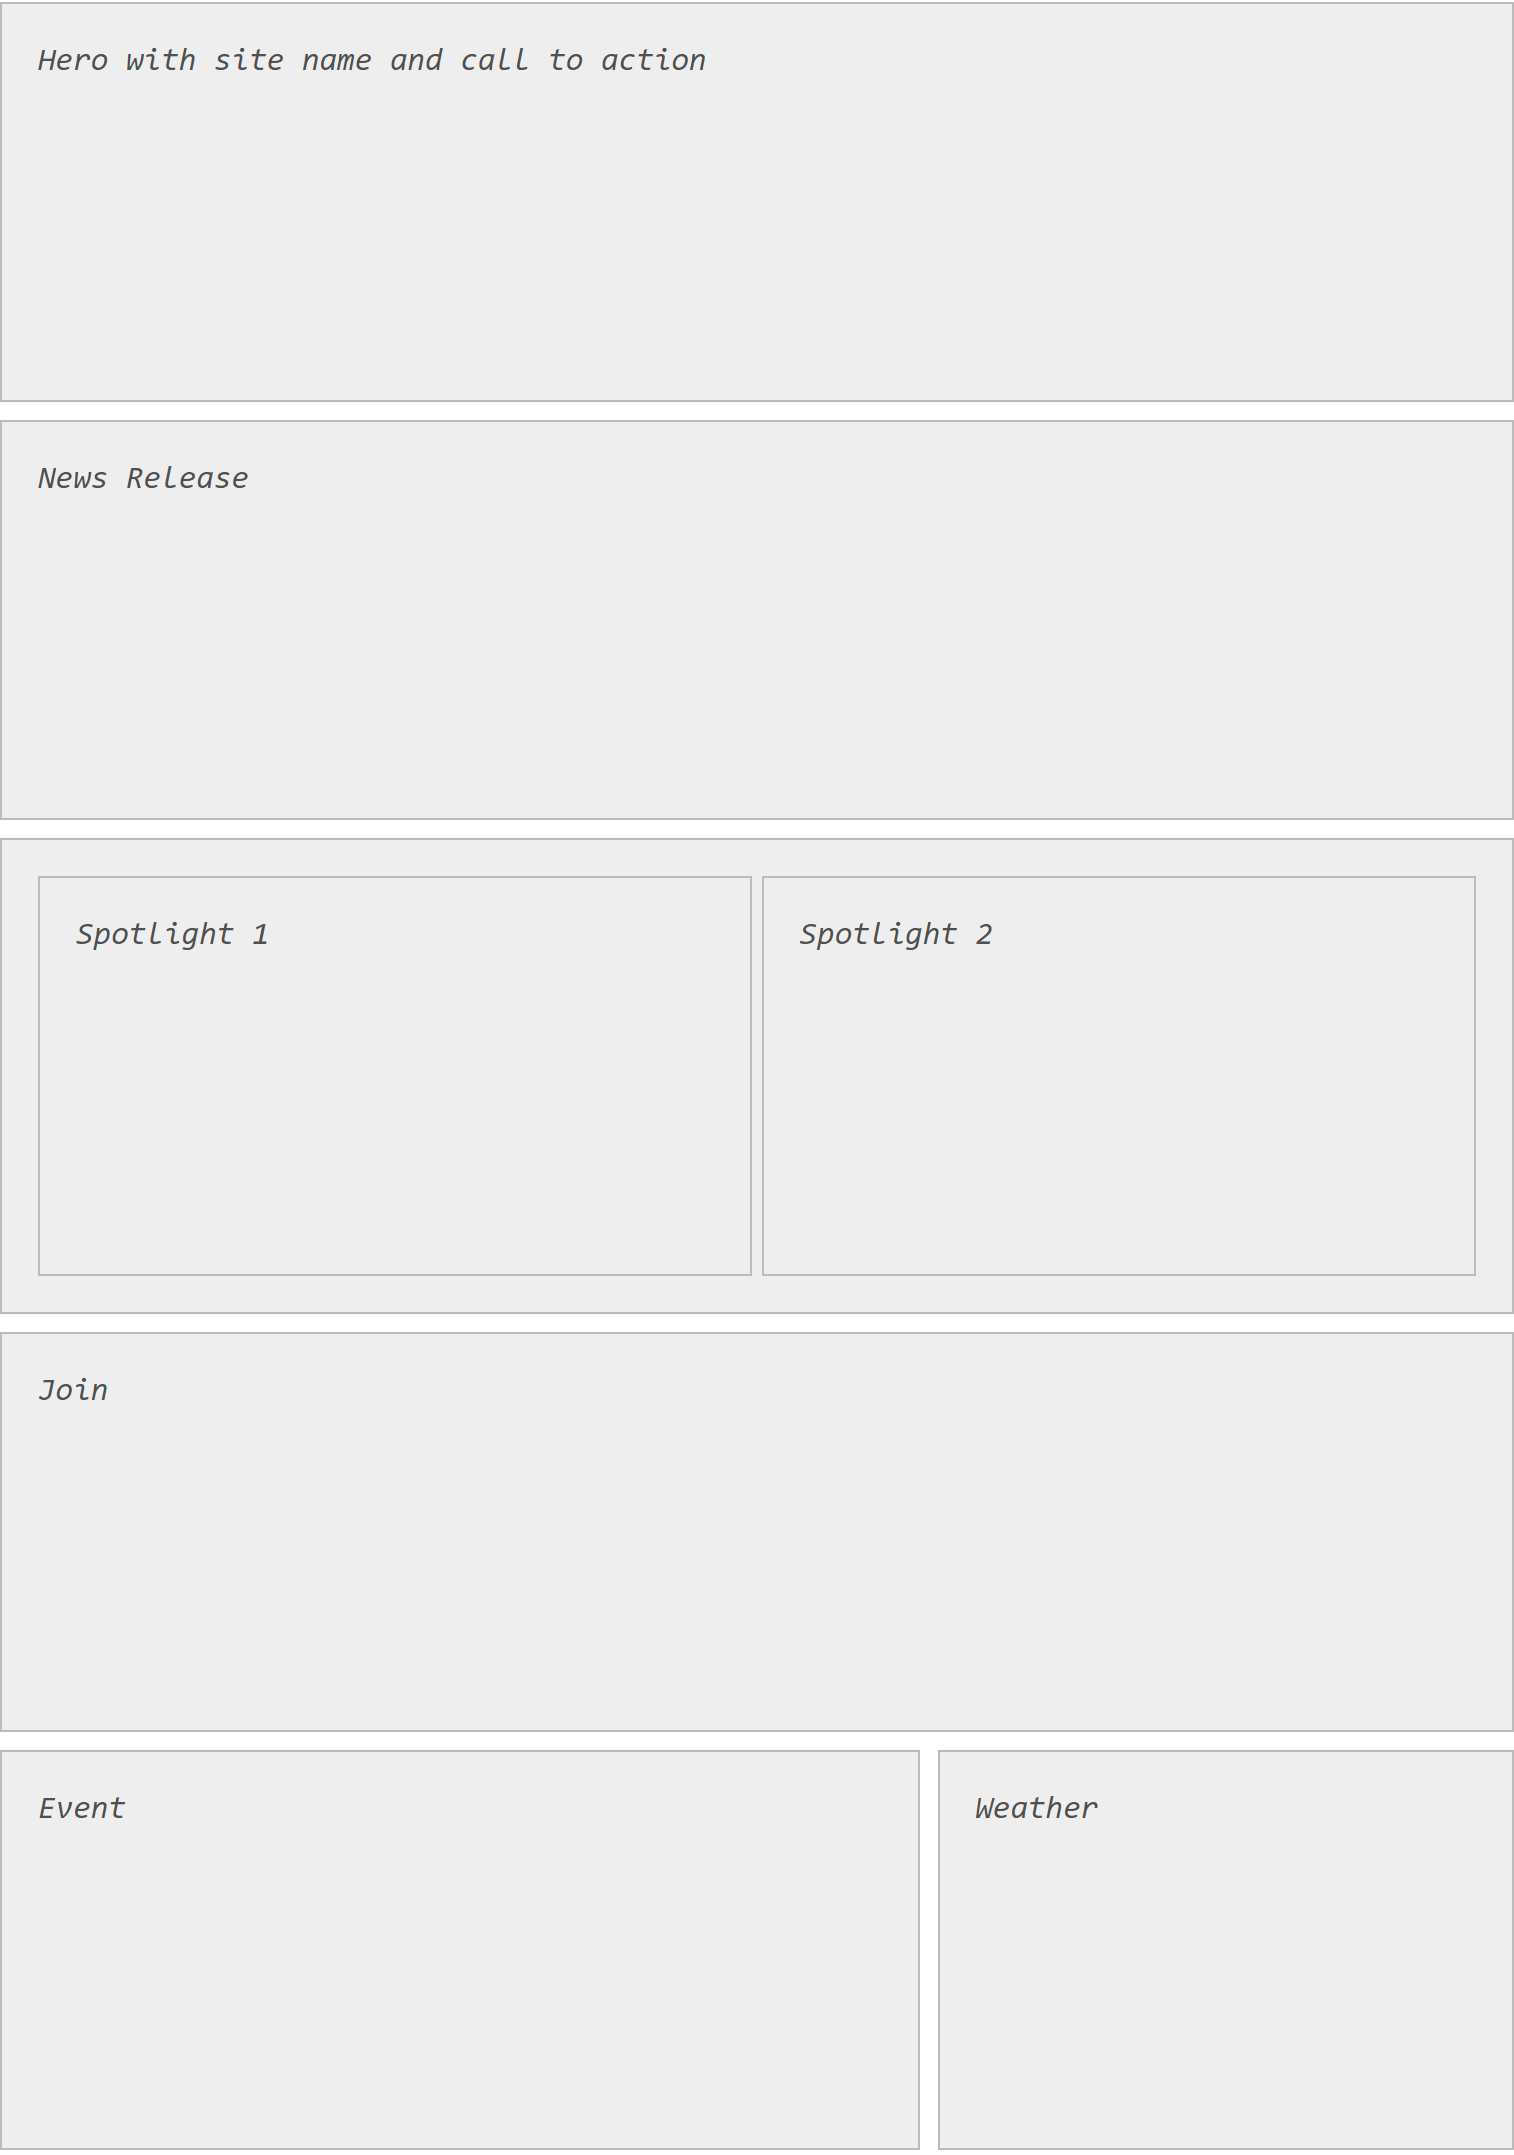 Hero with site name and call to action
News Release
Spotlight 1
Spotlight 2
Join
Event
Weather